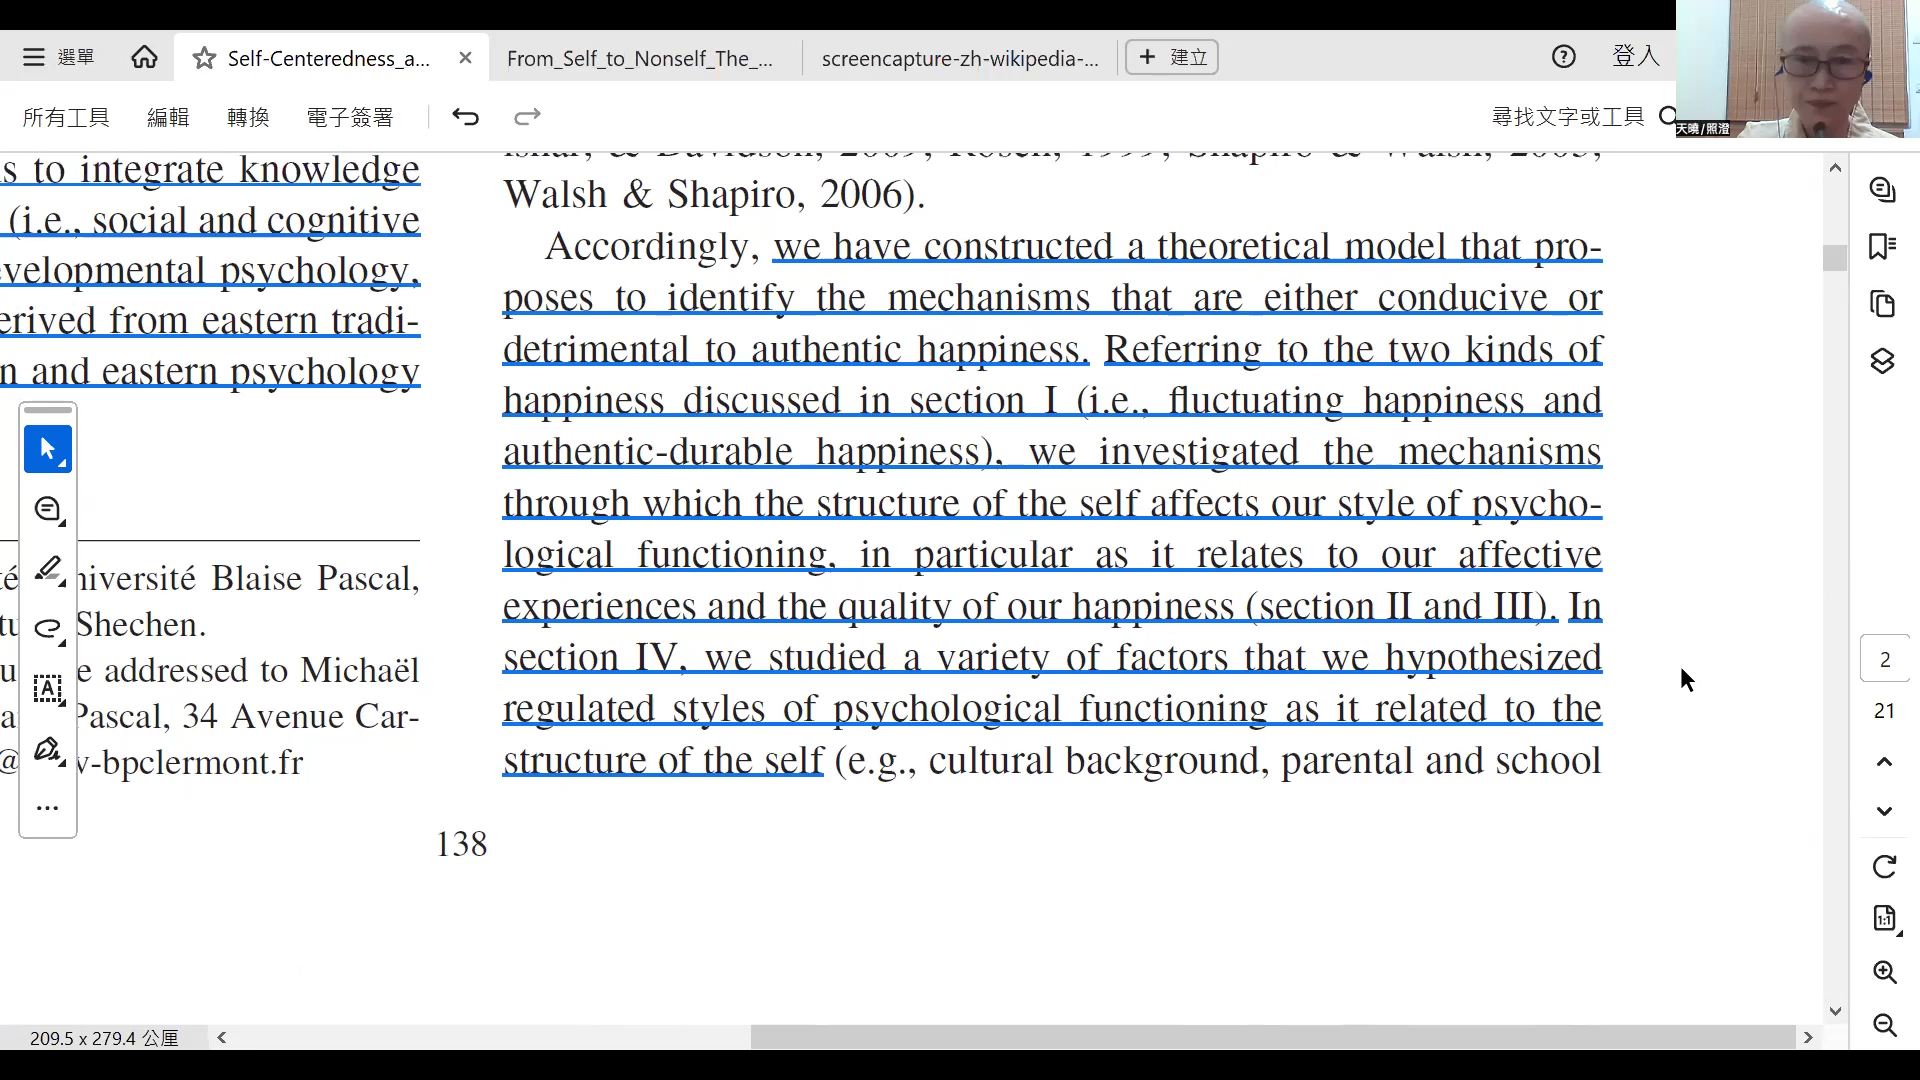 選單
Self-Centeredness_a...
From_Self_to_Nonself_The_...
screencapture-zh-wikipedia-...
建立
登入
天曉/照澄
所有工具
編輯
轉換
電子簽署
尋找文字或工具
s to integrate knowledge
(i.e., social and cognitive
velopmental psychology,
erived from eastern tradi-
n and eastern psychology
niversité Blaise Pascal,
Shechen.
e addressed to Michaël
Pascal, 34 Avenue Car-
v-bpclermont.fr
Walsh & Shapiro, 2006).
Accordingly, we have constructed a theoretical model that pro-
poses to identify the mechanisms that are either conducive or
detrimental to authentic happiness. Referring to the two kinds of
happiness discussed in section I (i.e., fluctuating happiness and
authentic-durable happiness), we investigated the mechanisms
through which the structure of the self affects our style of psycho-
logical functioning, in particular as it relates to our affective
experiences and the quality of our happiness (section II and III). In
section IV, we studied a variety of factors that we hypothesized
regulated styles of psychological functioning as it related to the
structure of the self (e.g., cultural background, parental and school
138
2
21
209.5 x 279.4 公厘